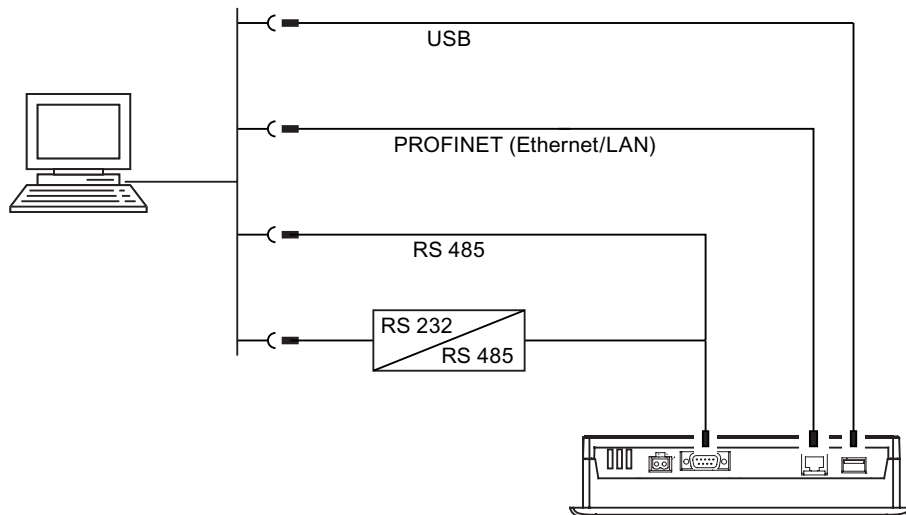 USB
PROFINET (Ethernet/LAN)
RS 485
RS 232
RS 485